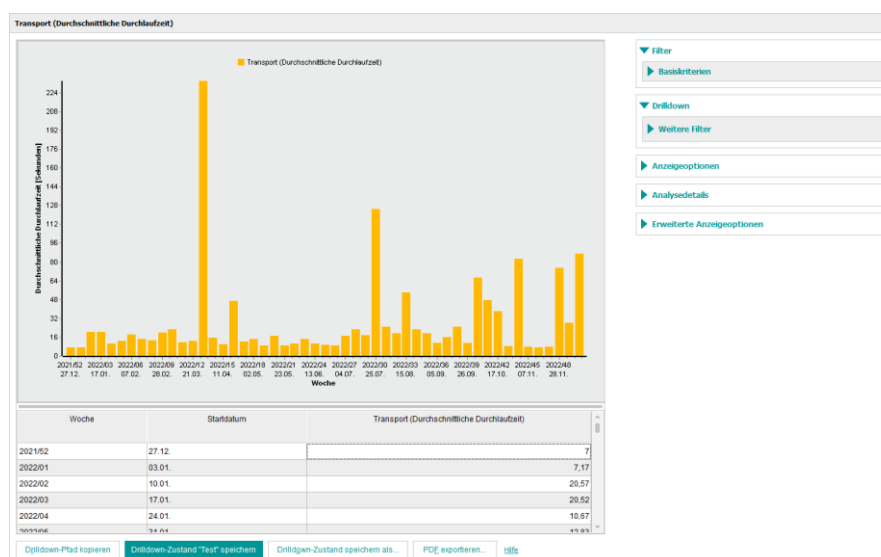 Transport (Durchschnittliche Durchlaufzeit)
Transport (Durchschnittliche Durchlaufzeit)
Durchschnittliche Durchlaufzeit [Sekunden]
224
208
192
176
160
144
128
112
96
80
64
48
32
16
0
2021/52 2022/03 2022/06 2022/09 2022/12 2022/15 2022/18 2022/21 2022/24 2022/27 2022/30 2022/33 2022/36 2022/39 2022/42 2022/45 2022/48
27.12. 17.01. 07.02. 28.02. 21.03. 11.04. 02.05. 23.05. 13.06. 04.07. 25.07. 15.08. 05.09. 26.09. 17.10. 07.11. 28.11.
Woche
Filter
Basiskriterien
Drilldown
Weitere Filter
Anzeigeoptionen
Analysedetails
Erweiterte Anzeigeoptionen
Woche Startdatum Transport (Durchschnittliche Durchlaufzeit)
2021/52 27.12. 7
2022/01 03.01. 7,17
2022/02 10.01. 20,57
2022/03 17.01. 20,52
2022/04 24.01. 10,67
2022/05 31.01. 12,83
Drilldown-Pfad kopieren Drilldown-Zustand "Test" speichern Drilldown-Zustand speichern als... PDF exportieren... Hilfe